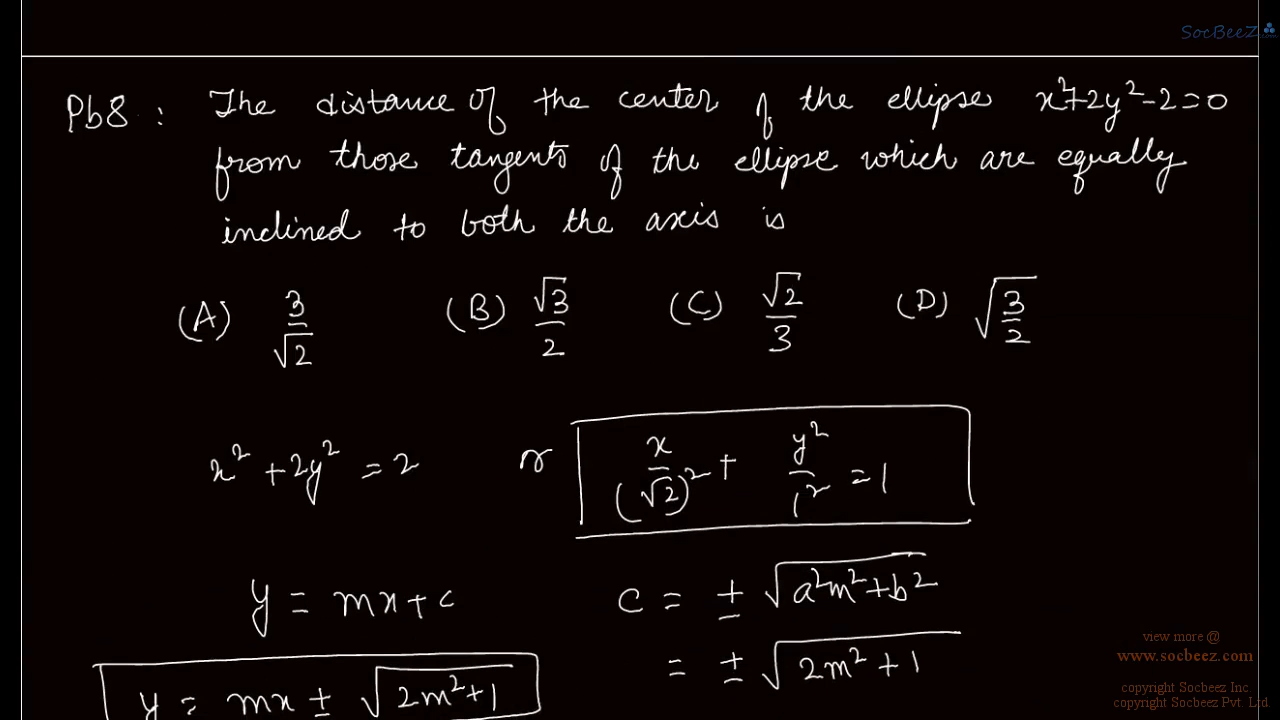 SocBeeZ.com
Pb8 : The distance of the center of the ellipse x²+2y²-2=0
from those tangents of the ellipse which are equally
inclined to both the axis is
(A) 3/√2 (B) √3/2 (C) √2/3 (D) √(3/2)
x² + 2y² = 2 or x/(√2)² + y²/1² = 1
y = mx + c c = ± √(a²m²+b²)
= ± √(2m² + 1)
y = mx ± √(2m²+1)
view more @
www.socbeez.com
copyright Socbeez Inc
copyright Socbeez Pvt. Ltd